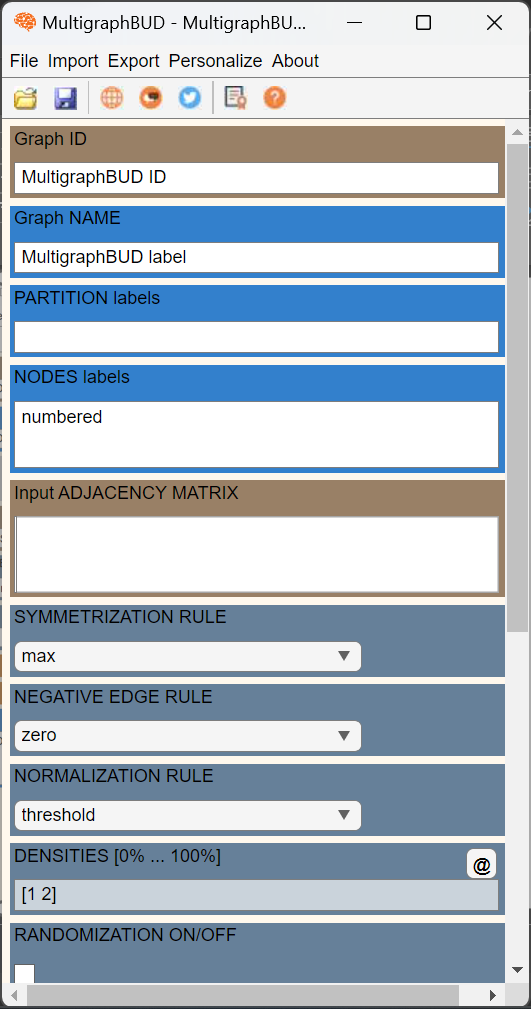 MultigraphBUD - MultigraphBU...
File Import Export Personalize About
Graph ID
MultigraphBUD ID
Graph NAME
MultigraphBUD label
PARTITION labels
NODES labels
numbered
Input ADJACENCY MATRIX
SYMMETRIZATION RULE
max
NEGATIVE EDGE RULE
zero
NORMALIZATION RULE
threshold
DENSITIES [0% ... 100%]
@
[1 2]
RANDOMIZATION ON/OFF